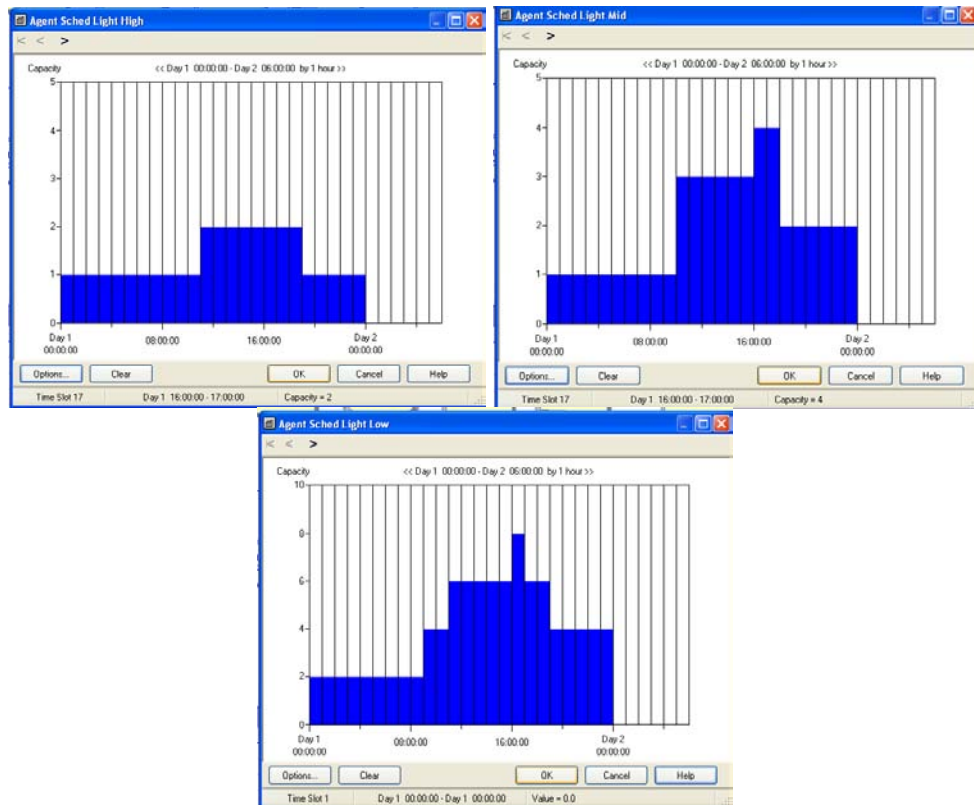 Agent Sched Light High
Capacity
<< Day 1 00:00:00 - Day 2 06:00:00 by 1 hour >>
5
4
3
2
1
0
Day 1
00:00:00
08:00:00
16:00:00
Day 2
00:00:00
Options...
Clear
OK
Cancel
Help
Time Slot 17
Day 1 16:00:00 - 17:00:00
Capacity = 2
Agent Sched Light Mid
Capacity
<< Day 1 00:00:00 - Day 2 06:00:00 by 1 hour >>
5
4
3
2
1
0
Day 1
00:00:00
08:00:00
16:00:00
Day 2
00:00:00
Options...
Clear
OK
Cancel
Help
Time Slot 17
Day 1 16:00:00 - 17:00:00
Capacity = 4
Agent Sched Light Low
Capacity
<< Day 1 00:00:00 - Day 2 06:00:00 by 1 hour >>
10
8
6
4
2
0
Day 1
00:00:00
08:00:00
16:00:00
Day 2
00:00:00
Options...
Clear
OK
Cancel
Help
Time Slot 1
Day 1 00:00:00 - Day 1 00:00:00
Value = 0.0